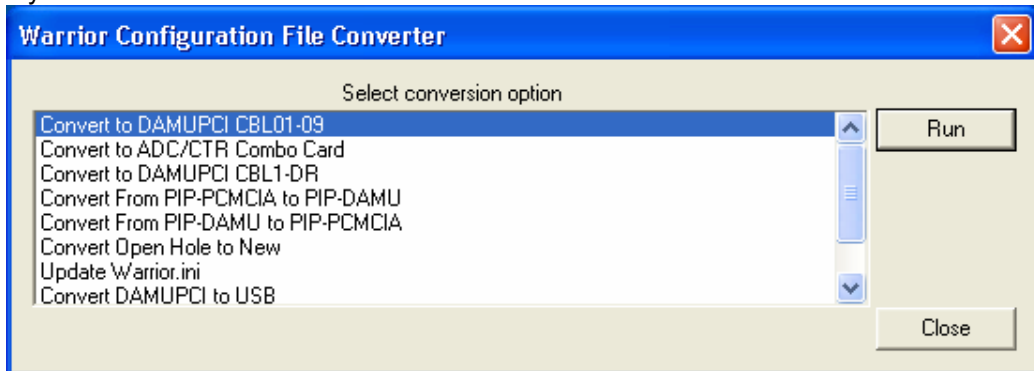 Warrior Configuration File Converter
Select conversion option
Convert to DAMUPCI CBL01-09
Convert to ADC/CTR Combo Card
Convert to DAMUPCI CBL1-DR
Convert From PIP-PCMCIA to PIP-DAMU
Convert From PIP-DAMU to PIP-PCMCIA
Convert Open Hole to New
Update Warrior.ini
Convert DAMUPCI to USB
Run
Close